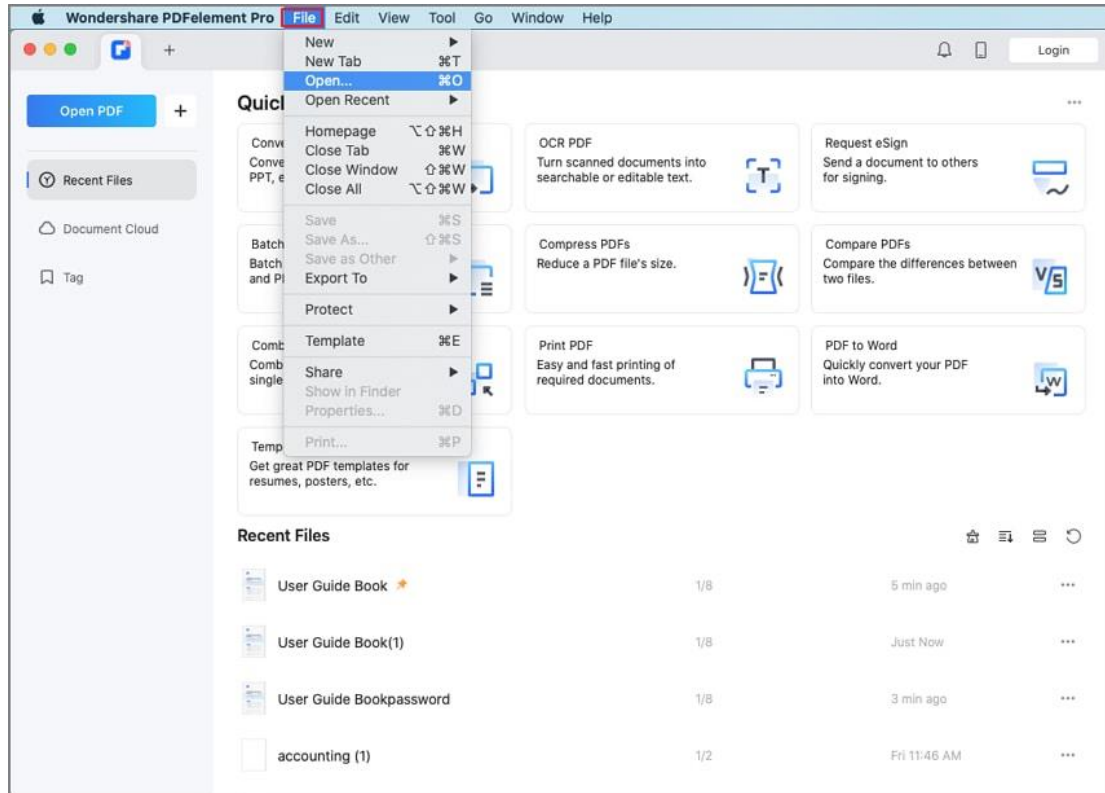 Wondershare PDFelement Pro File Edit View Tool Go Window Help
Login
New
New Tab ⌘T
Open... ⌘O
Open Recent
Homepage ⌥⇧⌘H
Close Tab ⌘W
Close Window ⇧⌘W
Close All ⌥⇧⌘W
Save ⌘S
Save As... ⇧⌘S
Save as Other
Export To
Protect
Template ⌘E
Share
Show in Finder
Properties... ⌘D
Print... ⌘P
Open PDF +
Recent Files
Document Cloud
Tag
Quic
Conve
Conve
PPT, e
OCR PDF
Turn scanned documents into
searchable or editable text.
Request eSign
Send a document to others
for signing.
Batch
Batch
and P
Compress PDFs
Reduce a PDF file's size.
Compare PDFs
Compare the differences between
two files.
Comb
Comb
single
Print PDF
Easy and fast printing of
required documents.
PDF to Word
Quickly convert your PDF
into Word.
Temp
Get great PDF templates for
resumes, posters, etc.
Recent Files
User Guide Book 1/8 5 min ago
User Guide Book(1) 1/8 Just Now
User Guide Bookpassword 1/8 3 min ago
accounting (1) 1/2 Fri 11:46 AM